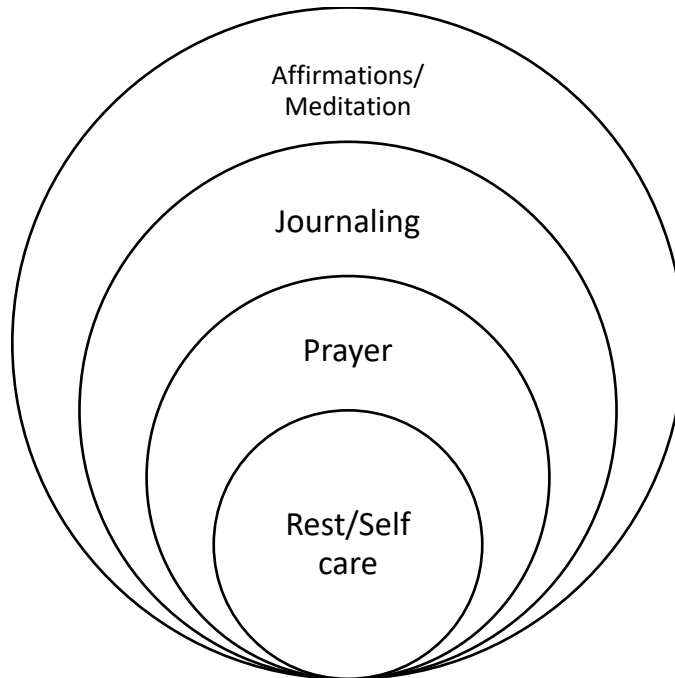 Affirmations/
Meditation
Journaling
Prayer
Rest/Self
care